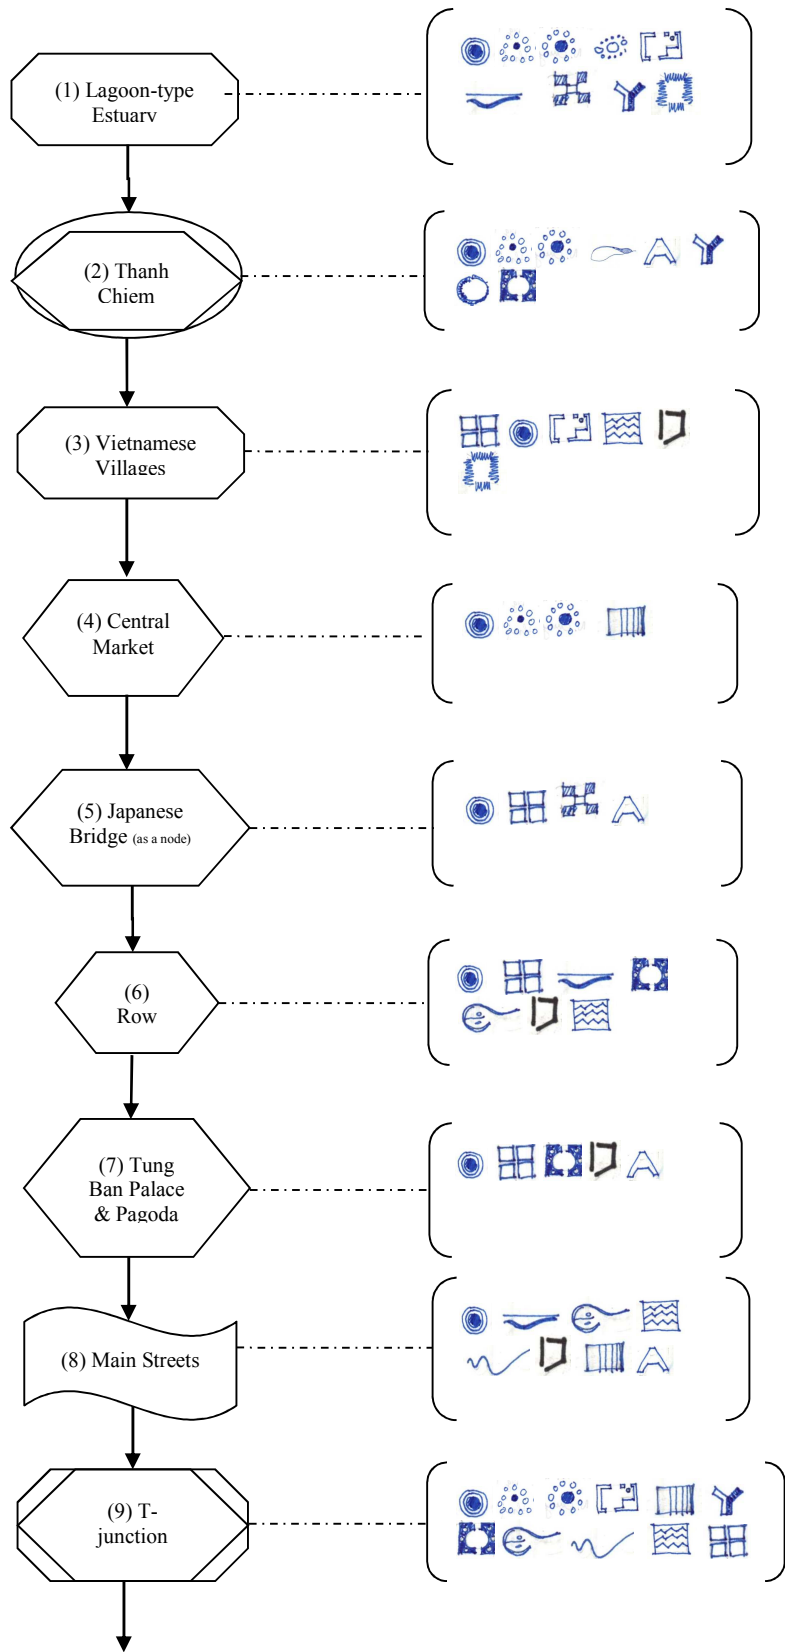 (1) Lagoon-type
Estuary
(2) Thanh
Chiem
(3) Vietnamese
Villages
(4) Central
Market
(5) Japanese
Bridge (as a node)
(6)
Row
(7) Tung
Ban Palace
& Pagoda
(8) Main Streets
(9) T-
junction